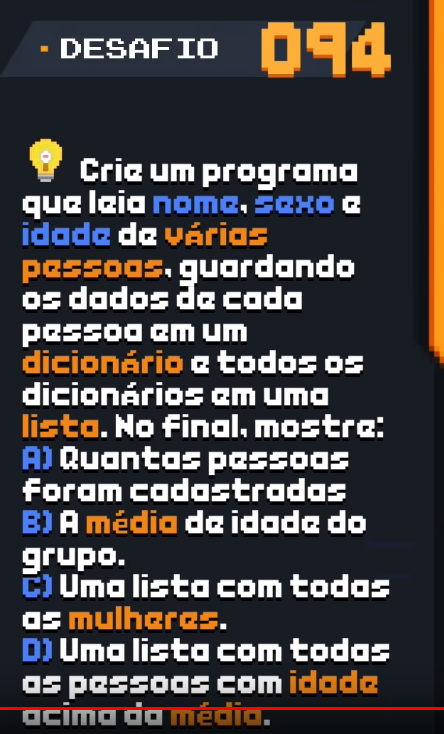 DESAFIO 094
Crie um programa
que leia nome, sexo e
idade de várias
pessoas, guardando
os dados de cada
pessoa em um
dicionário e todos os
dicionários em uma
lista. No final, mostre:
A) Quantas pessoas
foram cadastradas
B) A média de idade do
grupo.
C) Uma lista com todas
as mulheres.
D) Uma lista com todas
as pessoas com idade
acima da média.